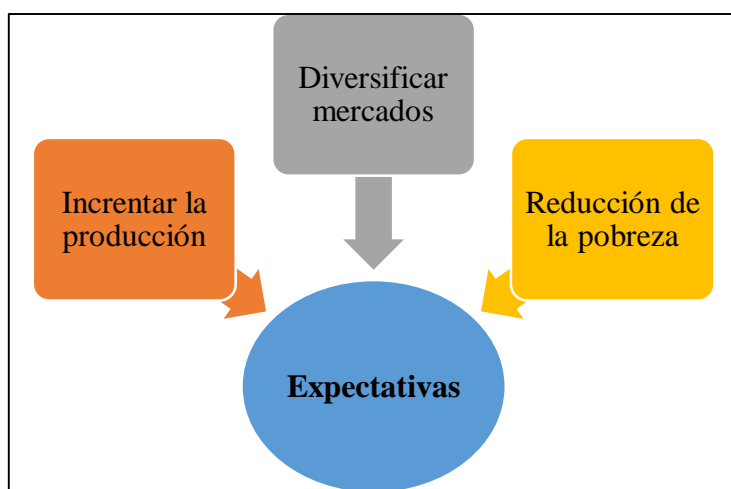 Diversificar
mercados
Increntar la
producción
Reducción de
la pobreza
Expectativas